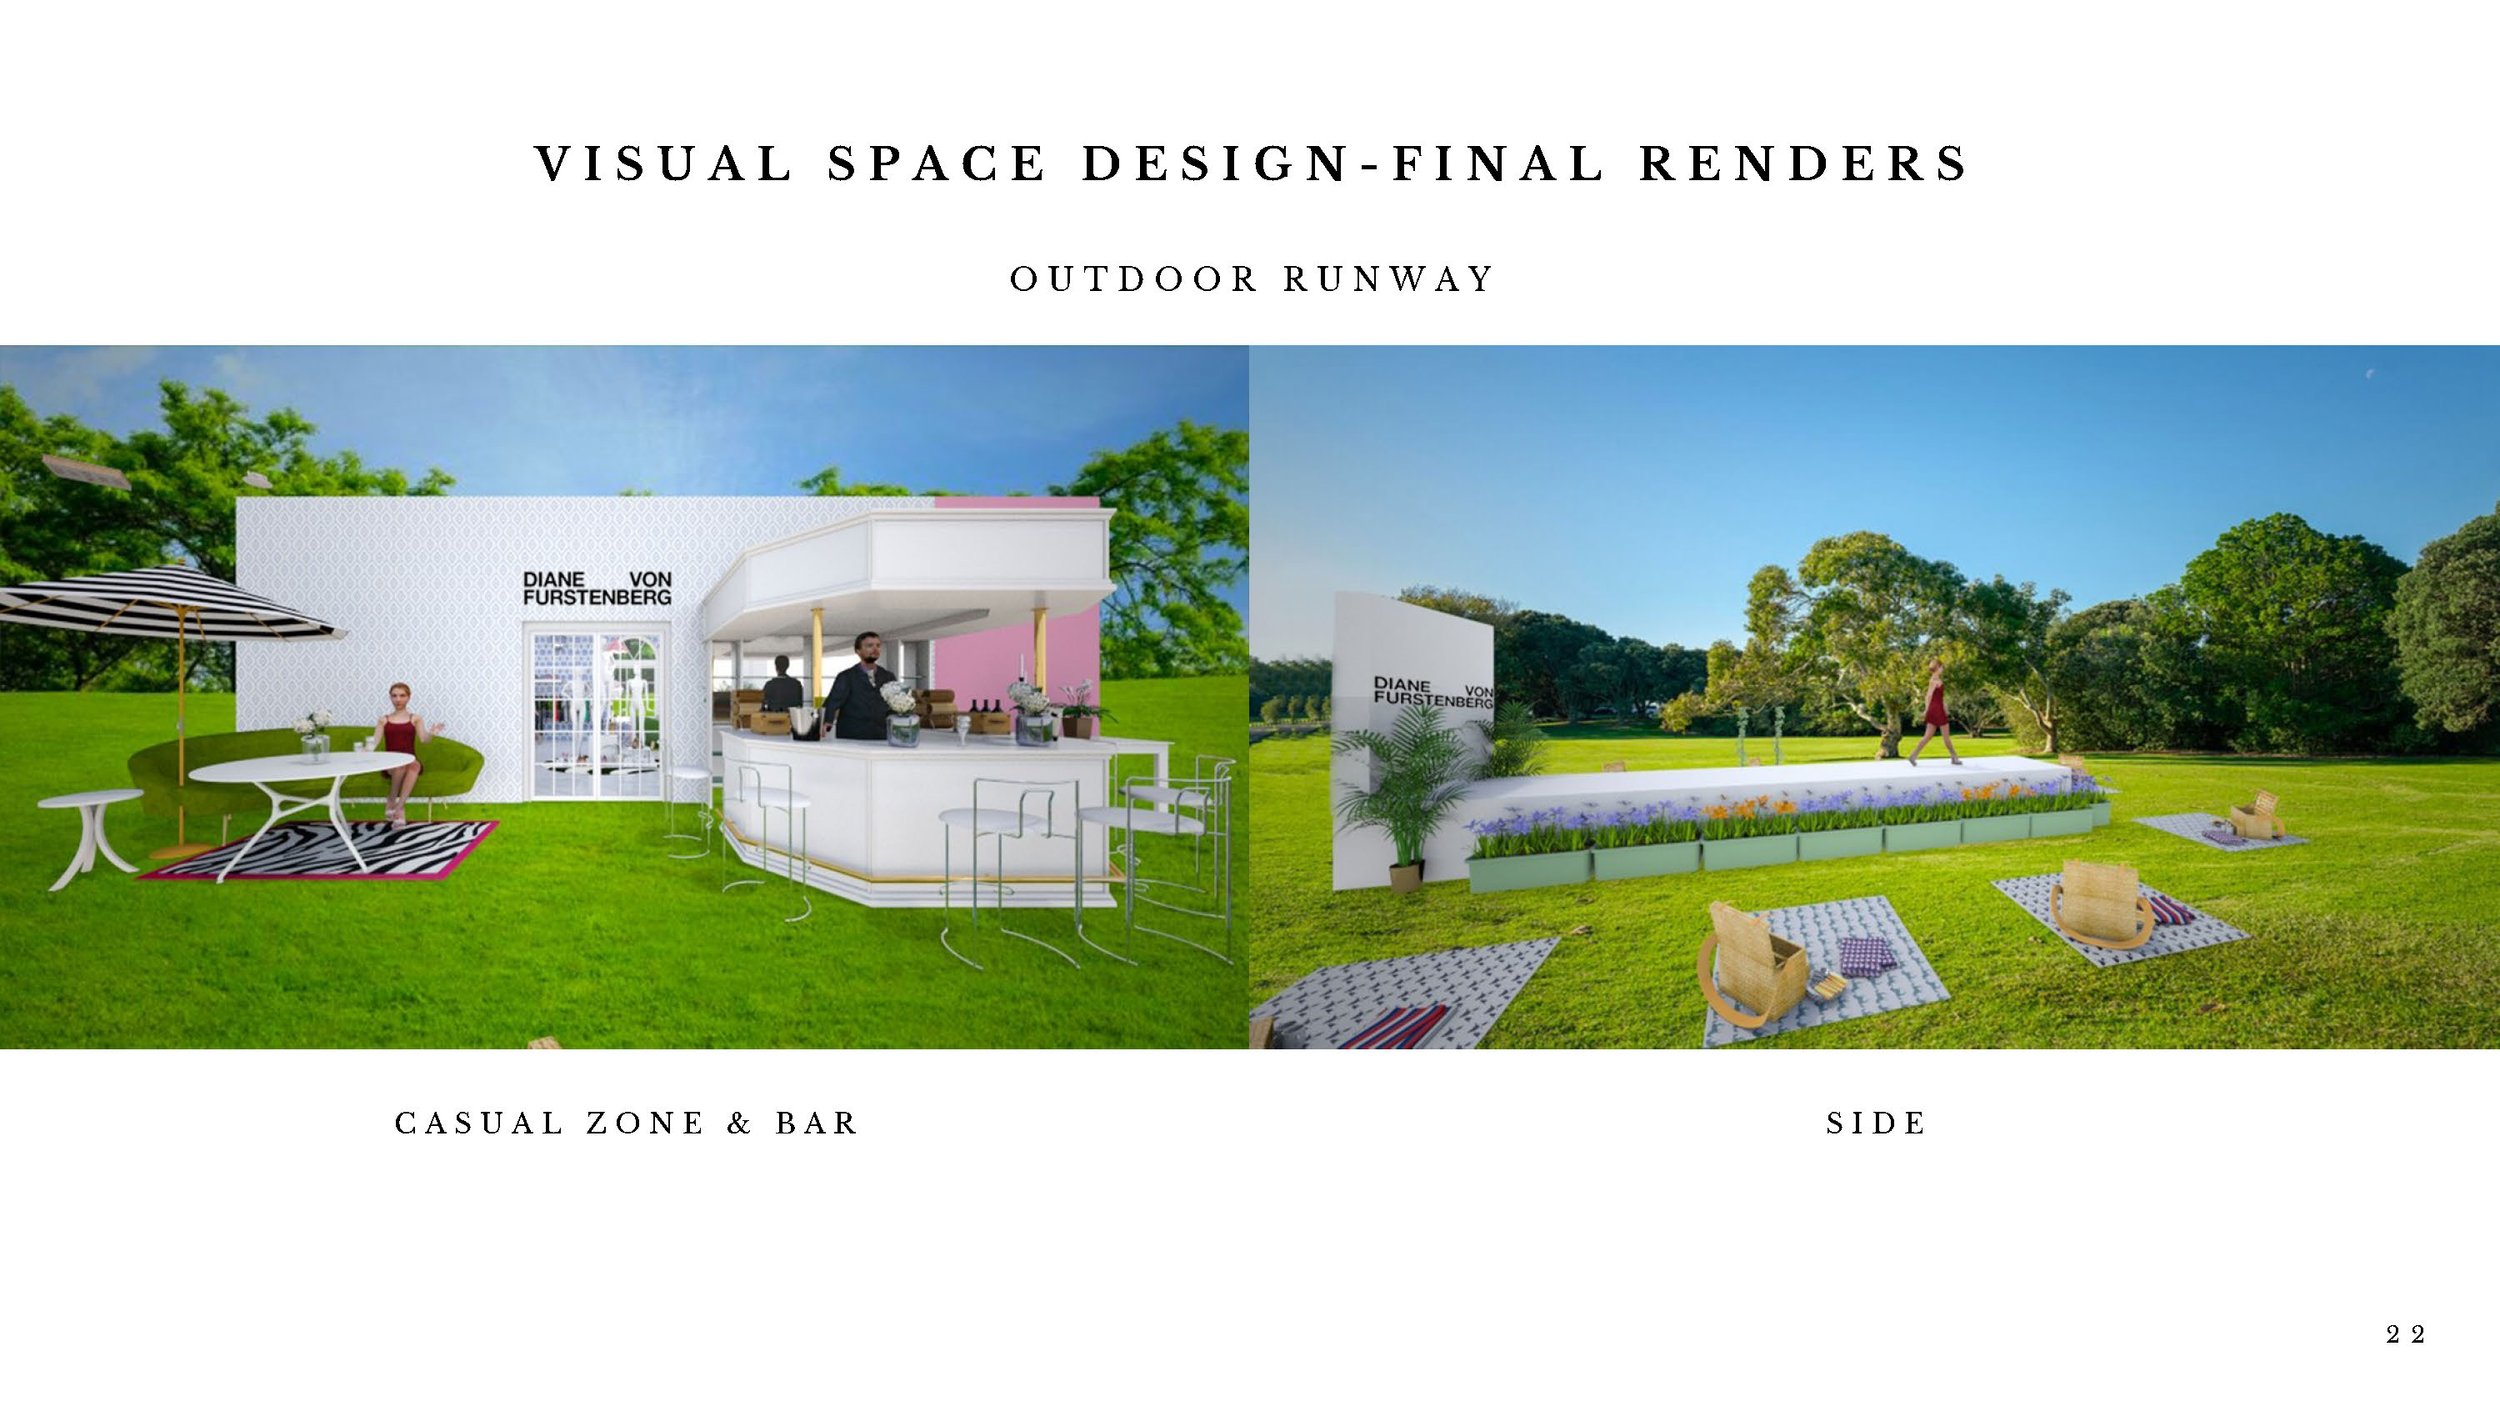 VISUAL SPACE DESIGN-FINAL RENDERS
OUTDOOR RUNWAY
DIANE VON
FURSTENBERG
DIANE VON
FURSTENBERG
CASUAL ZONE & BAR
SIDE
22